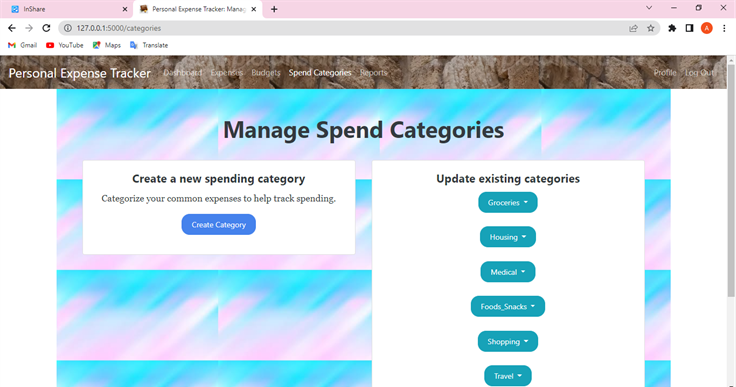 InShare
Personal Expense Tracker: Mana
127.0.0.1:5000/categories
A
Gmail
YouTube
Maps
Translate
Personal Expense Tracker
Dashboard
Expenses
Budgets
Spend Categories
Reports
Profile
Log Out
Manage Spend Categories
Create a new spending category
Categorize your common expenses to help track spending.
Create Category
Update existing categories
Groceries
Housing
Medical
Foods_Snacks
Shopping
Travel